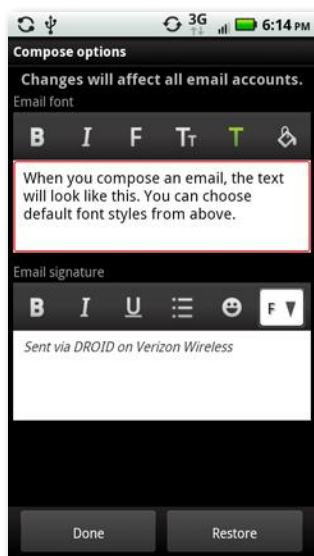 3G 6:14 PM
Compose options
Changes will affect all email accounts.
Email font
B I F TT T
When you compose an email, the text
will look like this. You can choose
default font styles from above.
Email signature
B I U F
Sent via DROID on Verizon Wireless
Done Restore